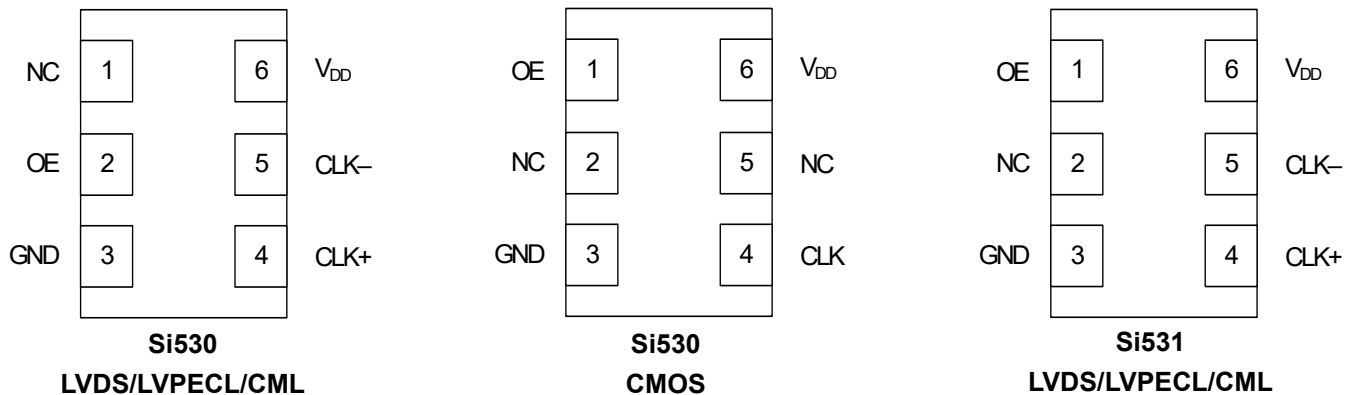 NC 1 6 VDD
OE 2 5 CLK–
GND 3 4 CLK+
Si530
LVDS/LVPECL/CML
OE 1 6 VDD
NC 2 5 NC
GND 3 4 CLK
Si530
CMOS
OE 1 6 VDD
NC 2 5 CLK–
GND 3 4 CLK+
Si531
LVDS/LVPECL/CML